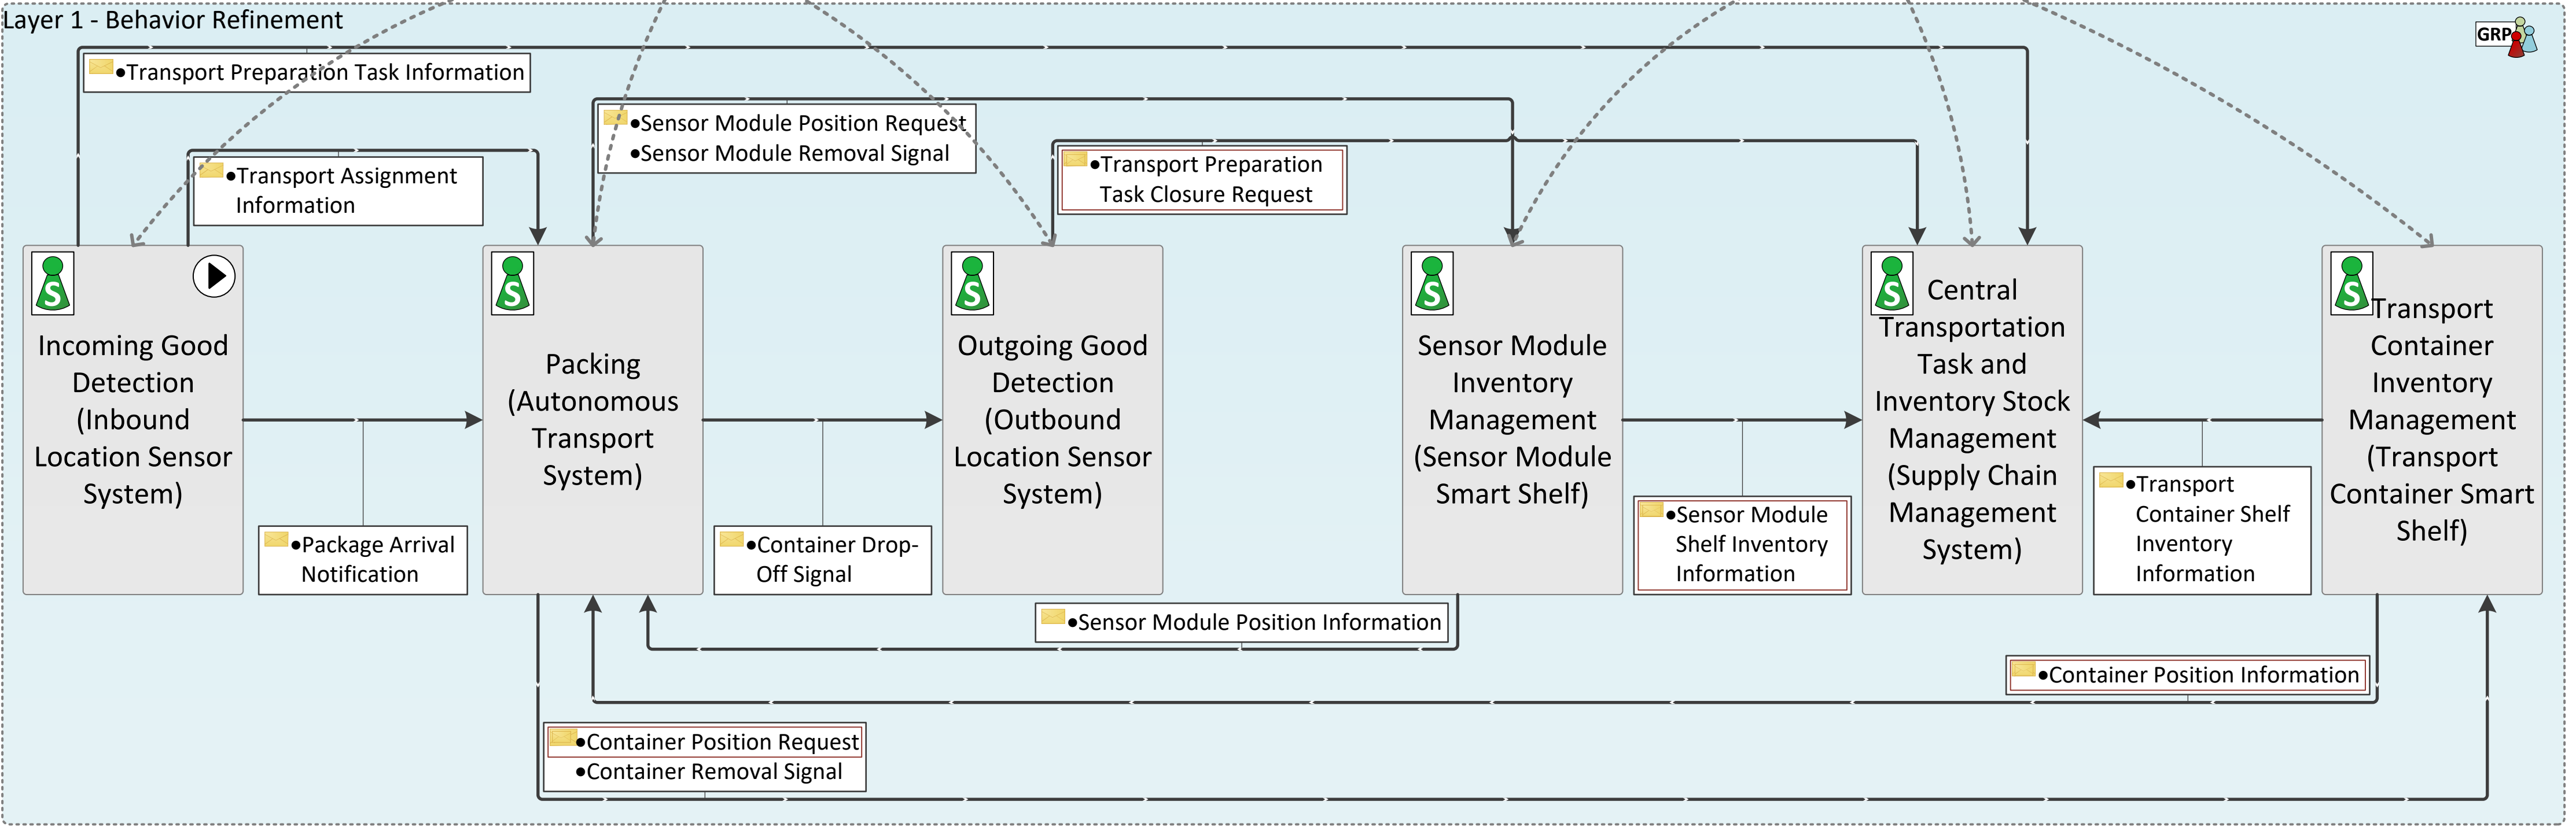 Layer 1 - Behavior Refinement
GRP
•Transport Preparation Task Information
•Sensor Module Position Request
•Sensor Module Removal Signal
•Transport Preparation
Task Closure Request
•Transport Assignment
Information
S
Incoming Good
Detection
(Inbound
Location Sensor
System)
S
Packing
(Autonomous
Transport
System)
S
Outgoing Good
Detection
(Outbound
Location Sensor
System)
S
Sensor Module
Inventory
Management
(Sensor Module
Smart Shelf)
S
Central
Transportation
Task and
Inventory Stock
Management
(Supply Chain
Management
System)
S
Transport
Container
Inventory
Management
(Transport
Container Smart
Shelf)
•Package Arrival
Notification
•Container Drop-
Off Signal
•Sensor Module
Shelf Inventory
Information
•Transport
Container Shelf
Inventory
Information
•Sensor Module Position Information
•Container Position Information
•Container Position Request
•Container Removal Signal